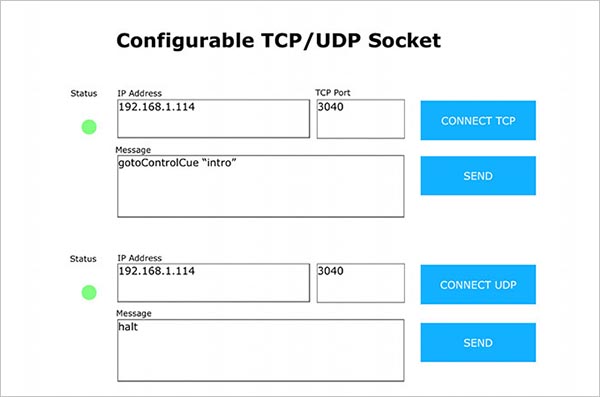 Configurable TCP/UDP Socket
Status IP Address TCP Port
192.168.1.114 3040 CONNECT TCP
Message
gotoControlCue “intro” SEND
Status IP Address
192.168.1.114 3040 CONNECT UDP
Message
halt SEND